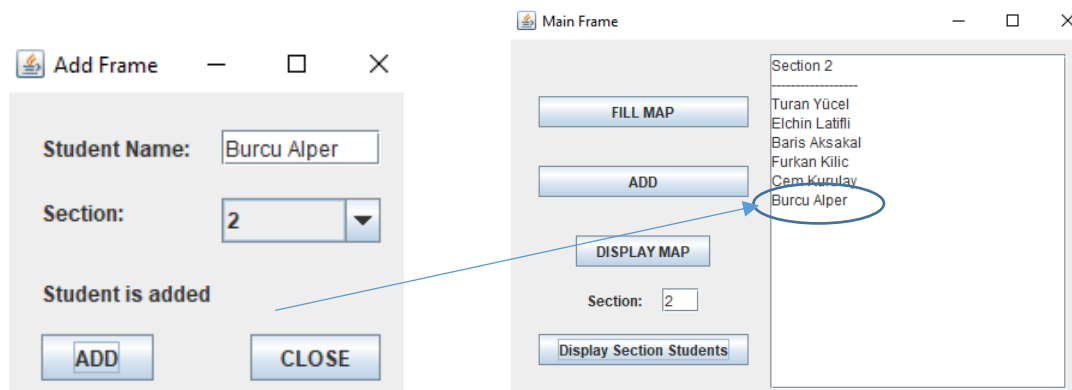 Add Frame
Student Name:
Burcu Alper
Section:
2
Student is added
ADD
CLOSE
Main Frame
FILL MAP
ADD
DISPLAY MAP
Section:
2
Display Section Students
Section 2
------------------
Turan Yücel
Elchin Latifli
Baris Aksakal
Furkan Kilic
Cem Kurulay
Burcu Alper